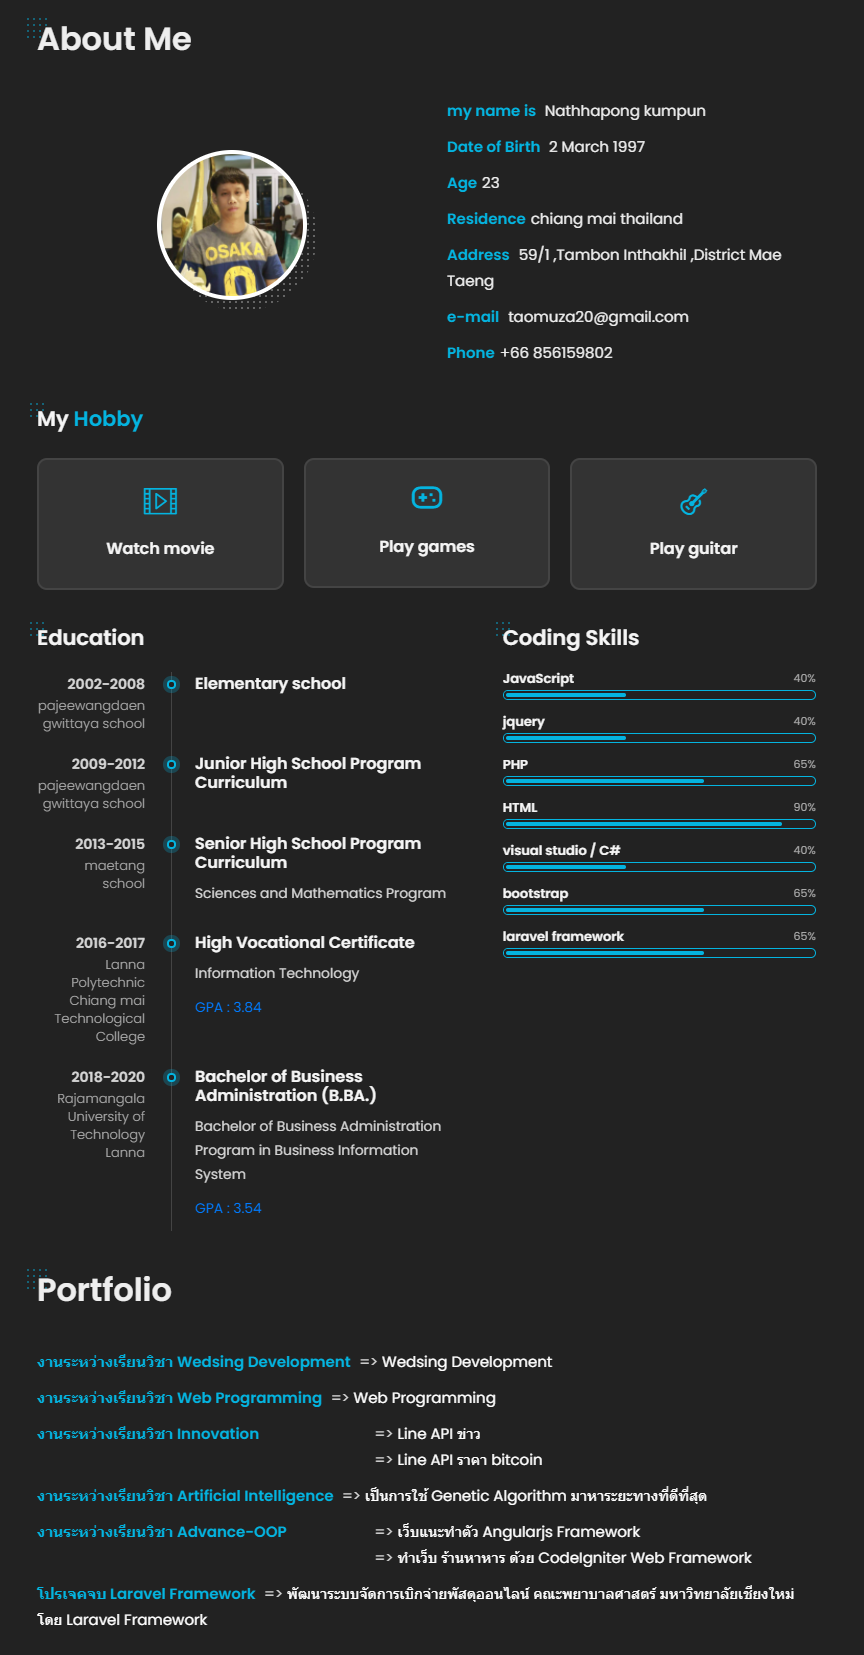 About Me
my name is Nathhapong kumpun
Date of Birth 2 March 1997
Age 23
Residence chiang mai thailand
Address 59/1 ,Tambon Inthakhil ,District Mae
Taeng
e-mail taomuza20@gmail.com
Phone +66 856159802
OSAKA
0
My Hobby
Watch movie
Play games
Play guitar
Education
2002-2008
pajeewangdaen
gwittaya school
Elementary school
2009-2012
pajeewangdaen
gwittaya school
Junior High School Program
Curriculum
2013-2015
maetang
school
Senior High School Program
Curriculum
Sciences and Mathematics Program
2016-2017
Lanna
Polytechnic
Chiang mai
Technological
College
High Vocational Certificate
Information Technology
GPA : 3.84
2018-2020
Rajamangala
University of
Technology
Lanna
Bachelor of Business
Administration (B.BA.)
Bachelor of Business Administration
Program in Business Information
System
GPA : 3.54
Coding Skills
JavaScript 40%
jquery 40%
PHP 65%
HTML 90%
visual studio / C# 40%
bootstrap 65%
laravel framework 65%
Portfolio
งานระหว่างเรียนวิชา Wedsing Development => Wedsing Development
งานระหว่างเรียนวิชา Web Programming => Web Programming
งานระหว่างเรียนวิชา Innovation => Line API ข่าว
=> Line API ราคา bitcoin
งานระหว่างเรียนวิชา Artificial Intelligence => เป็นการใช้ Genetic Algorithm มาหาระยะทางที่ดีที่สุด
งานระหว่างเรียนวิชา Advance-OOP => เว็บแนะทำตัว Angularjs Framework
=> ทำเว็บ ร้านหาหาร ด้วย CodeIgniter Web Framework
โปรเจคจบ Laravel Framework => พัฒนาระบบจัดการเบิกจ่ายพัสดุออนไลน์ คณะพยาบาลศาสตร์ มหาวิทยาลัยเชียงใหม่
โดย Laravel Framework